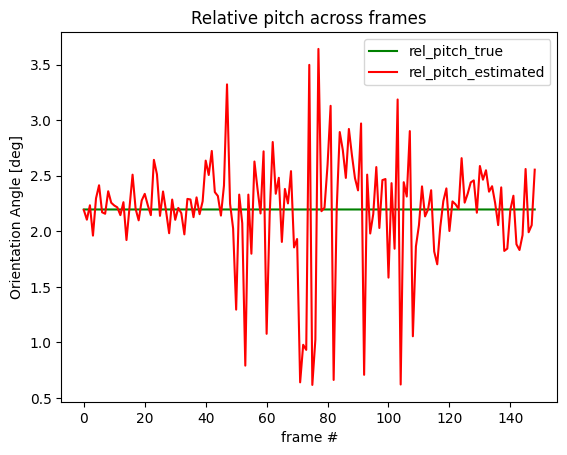 Relative pitch across frames
rel_pitch_true
rel_pitch_estimated
Orientation Angle [deg]
3.5
3.0
2.5
2.0
1.5
1.0
0.5
0 20 40 60 80 100 120 140
frame #